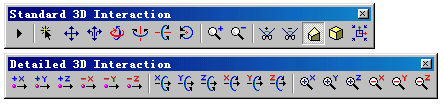 Standard 3D Interaction
Detailed 3D Interaction
+X +Y +Z -X -Y -Z X Y Z X Y Z X Y Z X Y Z